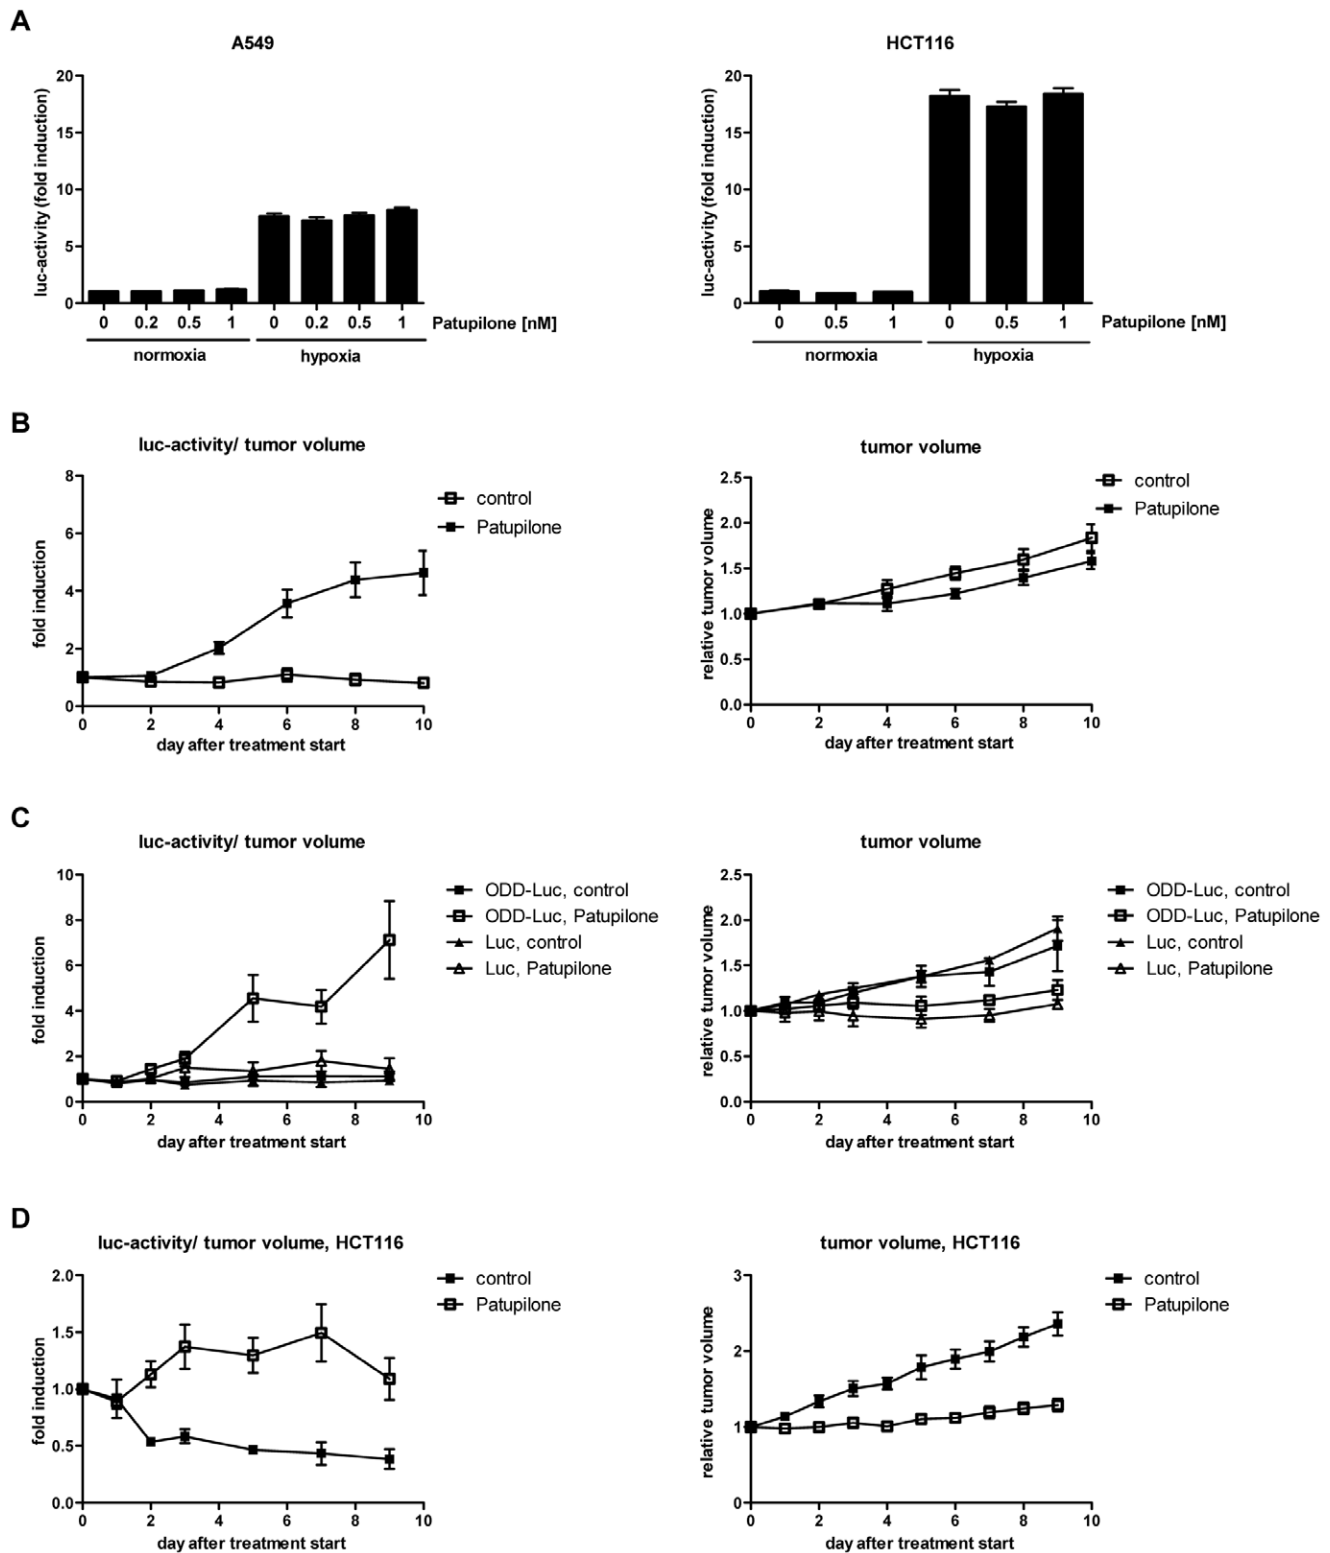 A
A549
HCT116
luc-activity (fold induction)
20
15
10
5
0
0 0.2 0.5 1 0 0.2 0.5 1 Patupilone [nM]
normoxia hypoxia
luc-activity (fold induction)
20
15
10
5
0
0 0.5 1 0 0.5 1 Patupilone [nM]
normoxia hypoxia
B
luc-activity/ tumor volume
fold induction
8
6
4
2
0
0 2 4 6 8 10
day after treatment start
control
Patupilone
tumor volume
relative tumor volume
2.5
2.0
1.5
1.0
0.5
0.0
0 2 4 6 8 10
day after treatment start
control
Patupilone
C
luc-activity/ tumor volume
fold induction
10
8
6
4
2
0
0 2 4 6 8 10
day after treatment start
ODD-Luc, control
ODD-Luc, Patupilone
Luc, control
Luc, Patupilone
tumor volume
relative tumor volume
2.5
2.0
1.5
1.0
0.5
0.0
0 2 4 6 8 10
day after treatment start
ODD-Luc, control
ODD-Luc, Patupilone
Luc, control
Luc, Patupilone
D
luc-activity/ tumor volume, HCT116
fold induction
2.0
1.5
1.0
0.5
0.0
0 2 4 6 8 10
day after treatment start
control
Patupilone
tumor volume, HCT116
relative tumor volume
3
2
1
0
0 2 4 6 8 10
day after treatment start
control
Patupilone